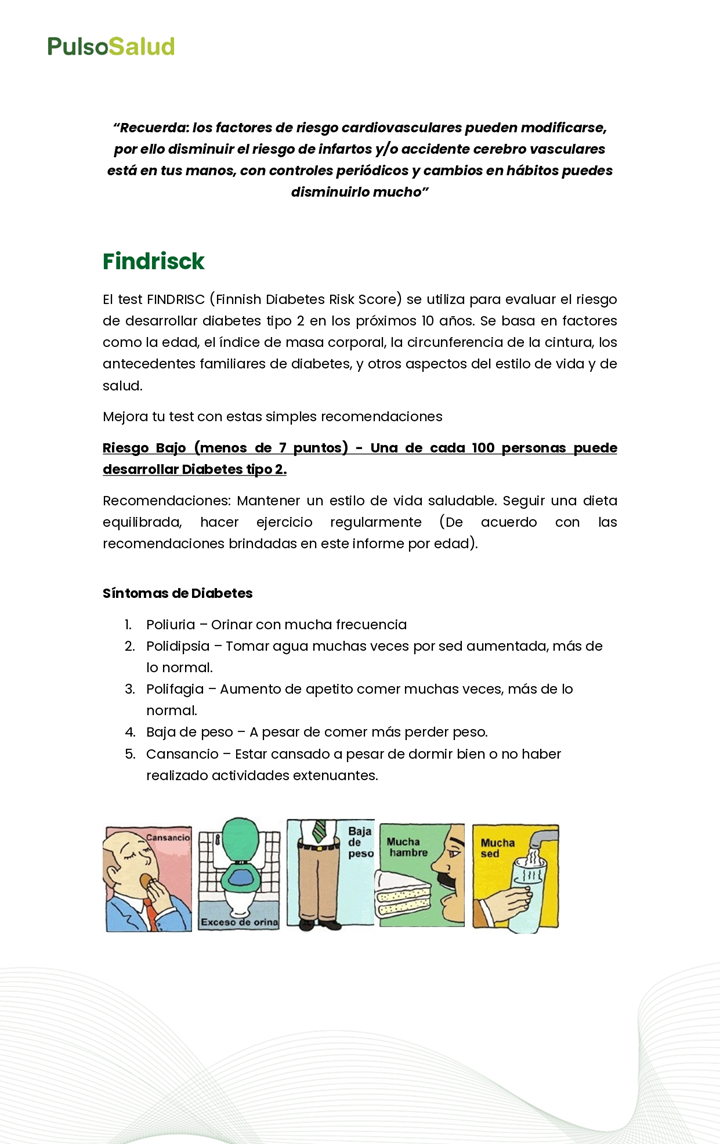 PulsoSalud
“Recuerda: los factores de riesgo cardiovasculares pueden modificarse,
por ello disminuir el riesgo de infartos y/o accidente cerebro vasculares
está en tus manos, con controles periódicos y cambios en hábitos puedes
disminuirlo mucho”
Findrisck
El test FINDRISC (Finnish Diabetes Risk Score) se utiliza para evaluar el riesgo
de desarrollar diabetes tipo 2 en los próximos 10 años. Se basa en factores
como la edad, el índice de masa corporal, la circunferencia de la cintura, los
antecedentes familiares de diabetes, y otros aspectos del estilo de vida y de
salud.
Mejora tu test con estas simples recomendaciones
Riesgo Bajo (menos de 7 puntos) - Una de cada 100 personas puede
desarrollar Diabetes tipo 2.
Recomendaciones: Mantener un estilo de vida saludable. Seguir una dieta
equilibrada, hacer ejercicio regularmente (De acuerdo con las
recomendaciones brindadas en este informe por edad).
Síntomas de Diabetes
1. Poliuria – Orinar con mucha frecuencia
2. Polidipsia – Tomar agua muchas veces por sed aumentada, más de
lo normal.
3. Polifagia – Aumento de apetito comer muchas veces, más de lo
normal.
4. Baja de peso – A pesar de comer más perder peso.
5. Cansancio – Estar cansado a pesar de dormir bien o no haber
realizado actividades extenuantes.
Cansancio
Exceso de orina
Baja
de
peso
Mucha
hambre
Mucha
sed